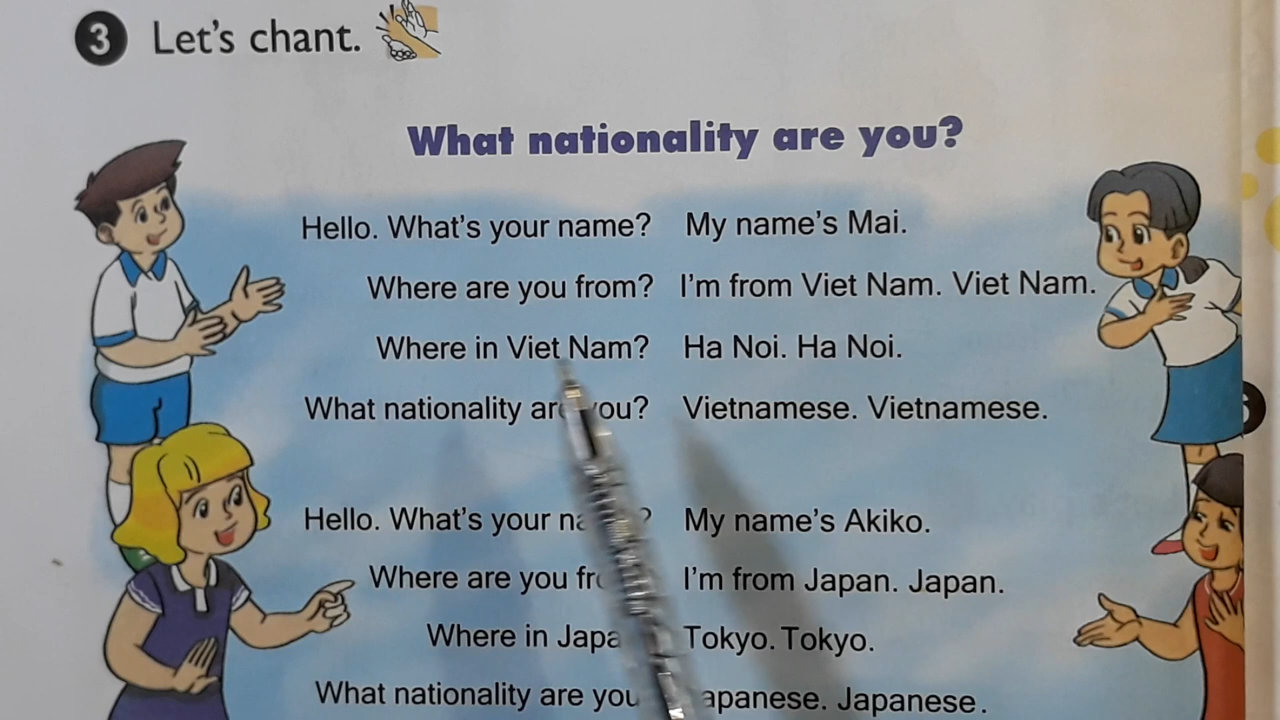 3 Let's chant.
What nationality are you?
Hello. What's your name? My name's Mai.
Where are you from? I'm from Viet Nam. Viet Nam.
Where in Viet Nam? Ha Noi. Ha Noi.
What nationality are you? Vietnamese. Vietnamese.
Hello. What's your My name's Akiko.
Where are you I'm from Japan. Japan.
Where in Tokyo. Tokyo.
What nationality are you Japanese.